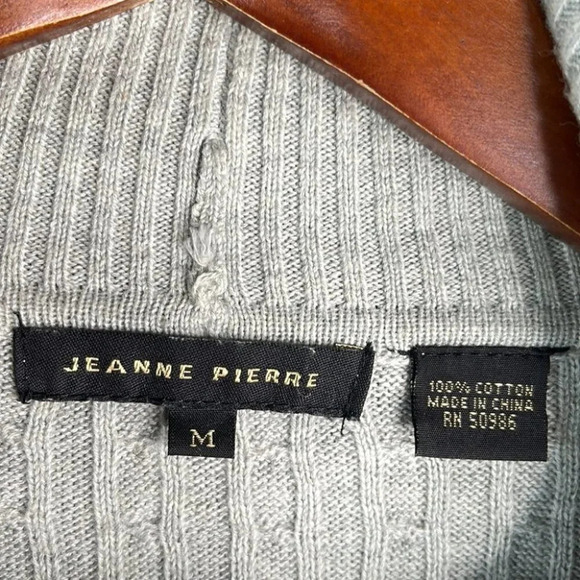 JEANNE PIERRE
M
100% COTTON
MADE IN CHINA
RN 50986